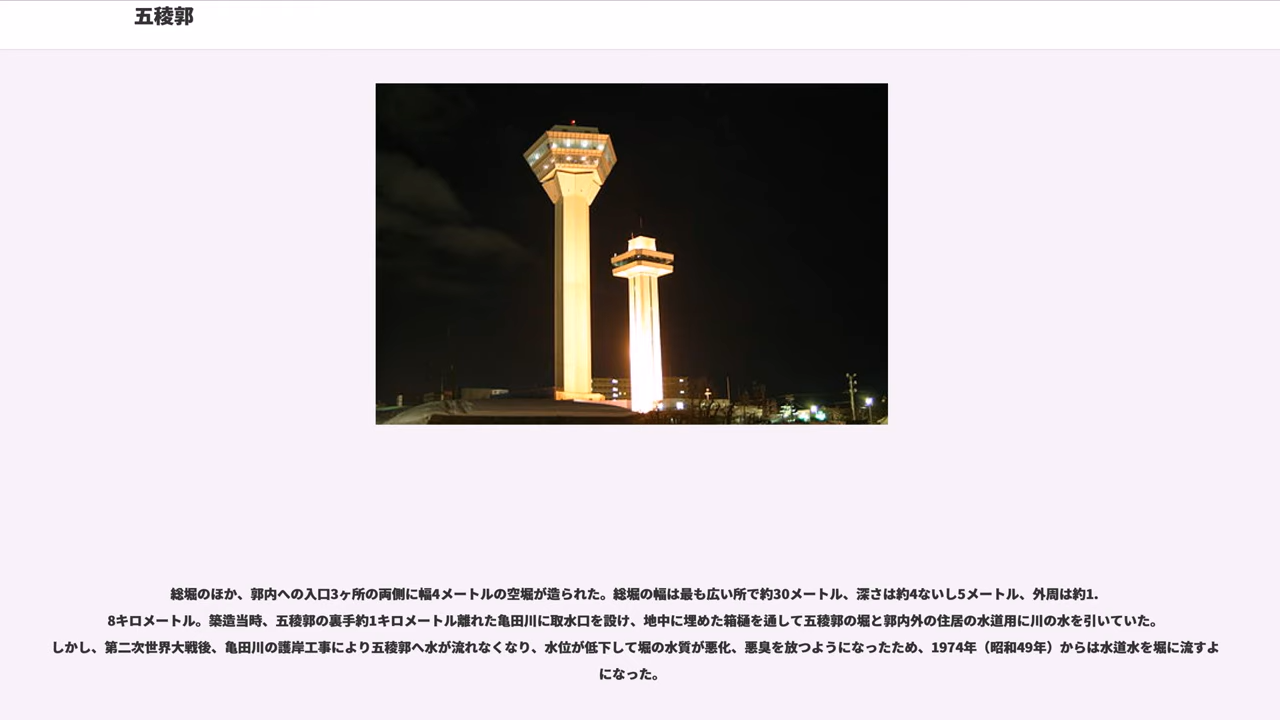 五稜郭
総堀のほか、郭内への入口3ヶ所の両側に幅4メートルの空堀が造られた。総堀の幅は最も広い所で約30メートル、深さは約4ないし5メートル、外周は約1.
8キロメートル。築造当時、五稜郭の裏手約1キロメートル離れた亀田川に取水口を設け、地中に埋めた箱樋を通して五稜郭の堀と郭内外の住居の水道用に川の水を引いていた。
しかし、第二次世界大戦後、亀田川の護岸工事により五稜郭へ水が流れなくなり、水位が低下して堀の水質が悪化、悪臭を放つようになったため、1974年（昭和49年）からは水道水を堀に流すよ
になった。